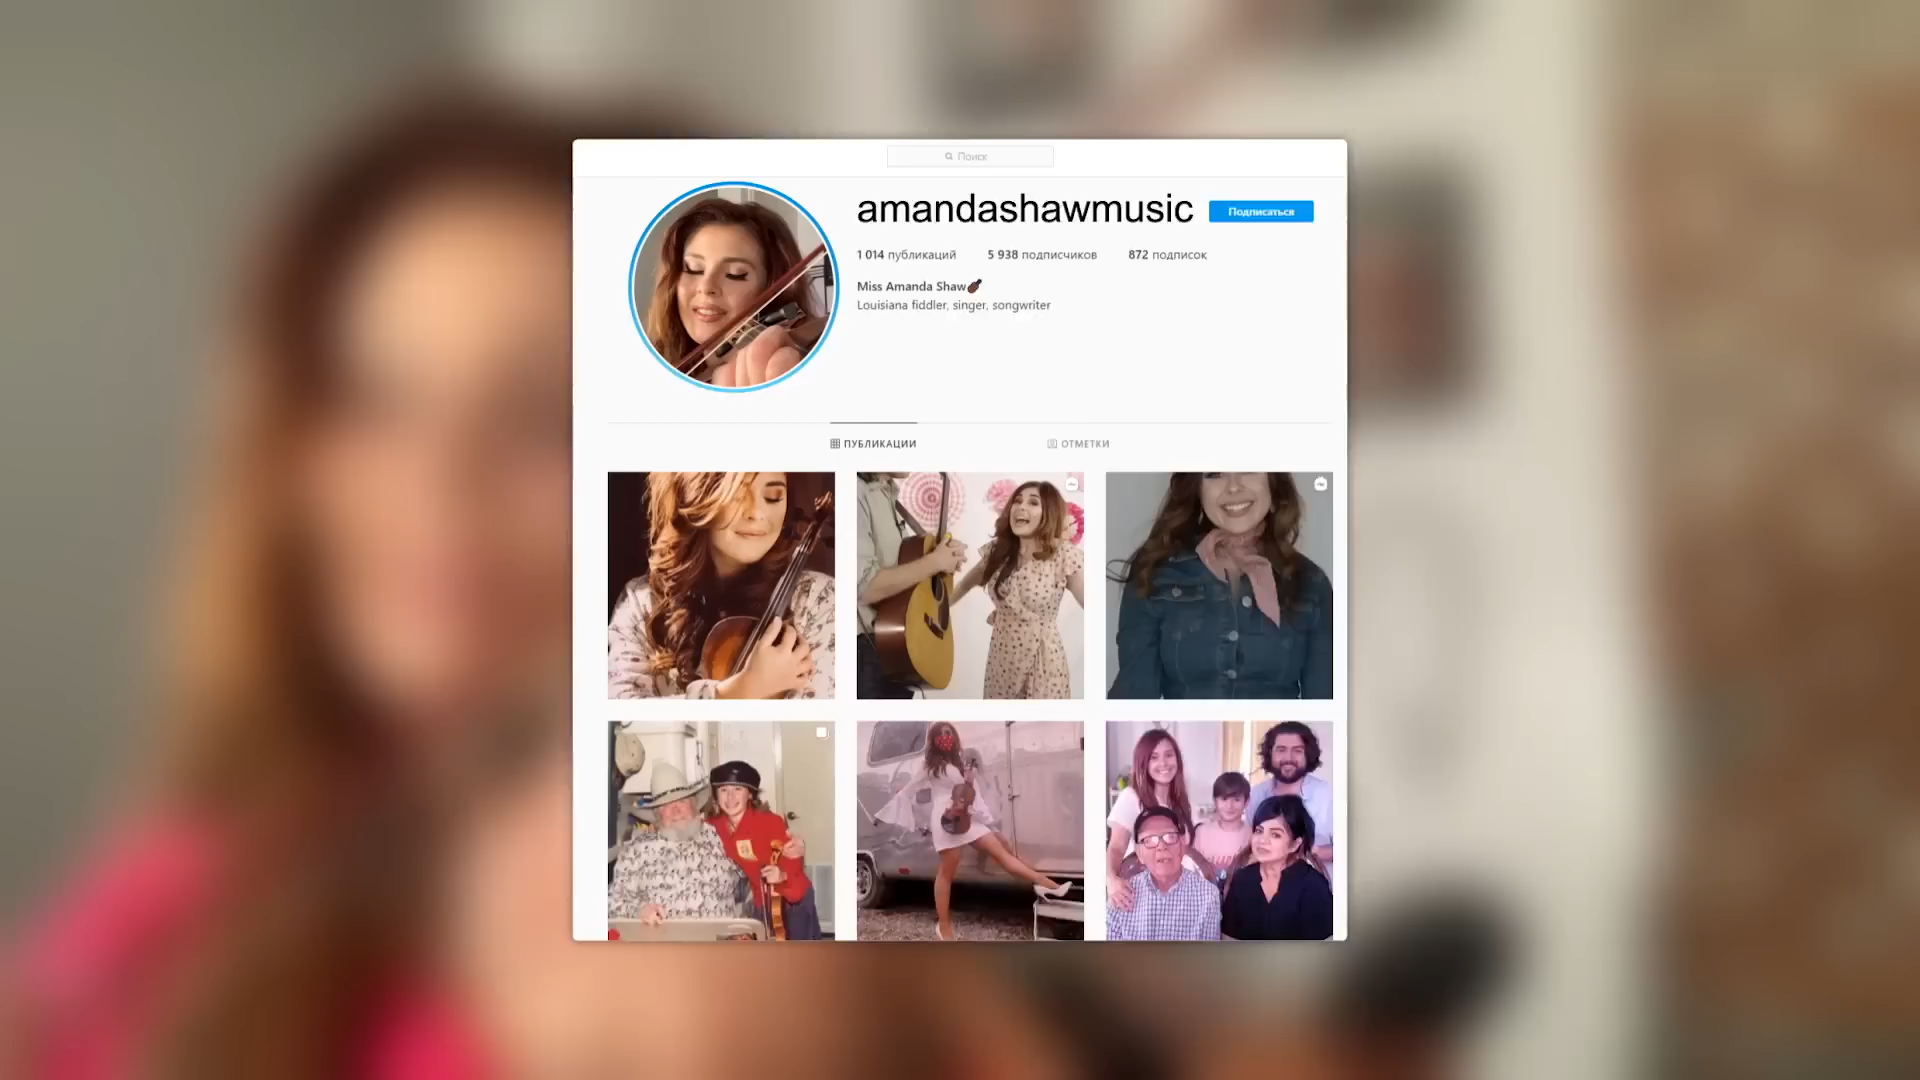 Поиск
amandashawmusic
Подписаться
1 014 публикаций 5 938 подписчиков 872 подписок
Miss Amanda Shaw
Louisiana fiddler, singer, songwriter
ПУБЛИКАЦИИ ОТМЕТКИ